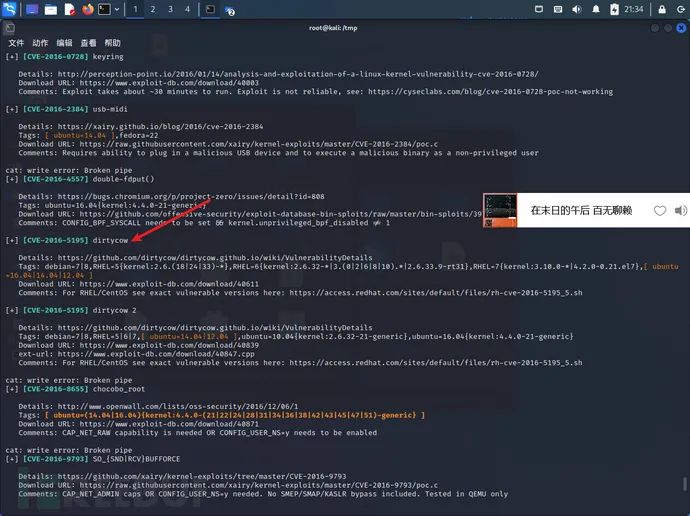 1 2 3 4
2
21:34
root@kali: /tmp
文件 动作 编辑 查看 帮助
[+] [CVE-2016-0728] keyring
Details: http://perception-point.io/2016/01/14/analysis-and-exploitation-of-a-linux-kernel-vulnerability-cve-2016-0728/
Download URL: https://www.exploit-db.com/download/40003
Comments: Exploit takes about ~30 minutes to run. Exploit is not reliable, see: https://cyseclabs.com/blog/cve-2016-0728-poc-not-working
[+] [CVE-2016-2384] usb-midi
Details: https://xairy.github.io/blog/2016/cve-2016-2384
Tags: [ ubuntu=14.04 ],fedora=22
Download URL: https://raw.githubusercontent.com/xairy/kernel-exploits/master/CVE-2016-2384/poc.c
Comments: Requires ability to plug in a malicious USB device and to execute a malicious binary as a non-privileged user
cat: write error: Broken pipe
[+] [CVE-2016-4557] double-fdput()
Details: https://bugs.chromium.org/p/project-zero/issues/detail?id=808
Tags: ubuntu=16.04{kernel:4.4.0-21-generic}
Download URL: https://github.com/offensive-security/exploit-database-bin-sploits/raw/master/bin-sploits/39
Comments: CONFIG_BPF_SYSCALL needs to be set && kernel.unprivileged_bpf_disabled ≠ 1
在末日的午后 百无聊赖
[+] [CVE-2016-5195] dirtycow
Details: https://github.com/dirtycow/dirtycow.github.io/wiki/VulnerabilityDetails
Tags: debian=7|8,RHEL=5{kernel:2.6.(18|24|33)-*},RHEL=6{kernel:2.6.32-*|3.(0|2|6|8|10).*|2.6.33.9-rt31},RHEL=7{kernel:3.10.0-*|4.2.0-0.21.el7},[ ubuntu
=16.04|14.04|12.04 ]
Download URL: https://www.exploit-db.com/download/40611
Comments: For RHEL/CentOS see exact vulnerable versions here: https://access.redhat.com/sites/default/files/rh-cve-2016-5195_5.sh
[+] [CVE-2016-5195] dirtycow 2
Details: https://github.com/dirtycow/dirtycow.github.io/wiki/VulnerabilityDetails
Tags: debian=7|8,RHEL=5|6|7,[ ubuntu=14.04|12.04 ],ubuntu=10.04{kernel:2.6.32-21-generic},ubuntu=16.04{kernel:4.4.0-21-generic}
Download URL: https://www.exploit-db.com/download/40839
ext-url: https://www.exploit-db.com/download/40847.cpp
Comments: For RHEL/CentOS see exact vulnerable versions here: https://access.redhat.com/sites/default/files/rh-cve-2016-5195_5.sh
cat: write error: Broken pipe
[+] [CVE-2016-8655] chocobo_root
Details: http://www.openwall.com/lists/oss-security/2016/12/06/1
Tags: [ ubuntu=(14.04|16.04){kernel:4.4.0-(21|22|24|28|31|34|36|38|42|43|45|47|51)-generic} ]
Download URL: https://www.exploit-db.com/download/40871
Comments: CAP_NET_RAW capability is needed OR CONFIG_USER_NS=y needs to be enabled
cat: write error: Broken pipe
[+] [CVE-2016-9793] SO_{SND|RCV}BUFFORCE
Details: https://github.com/xairy/kernel-exploits/tree/master/CVE-2016-9793
Download URL: https://raw.githubusercontent.com/xairy/kernel-exploits/master/CVE-2016-9793/poc.c
Comments: CAP_NET_ADMIN caps OR CONFIG_USER_NS=y needed. No SMEP/SMAP/KASLR bypass included. Tested in QEMU only